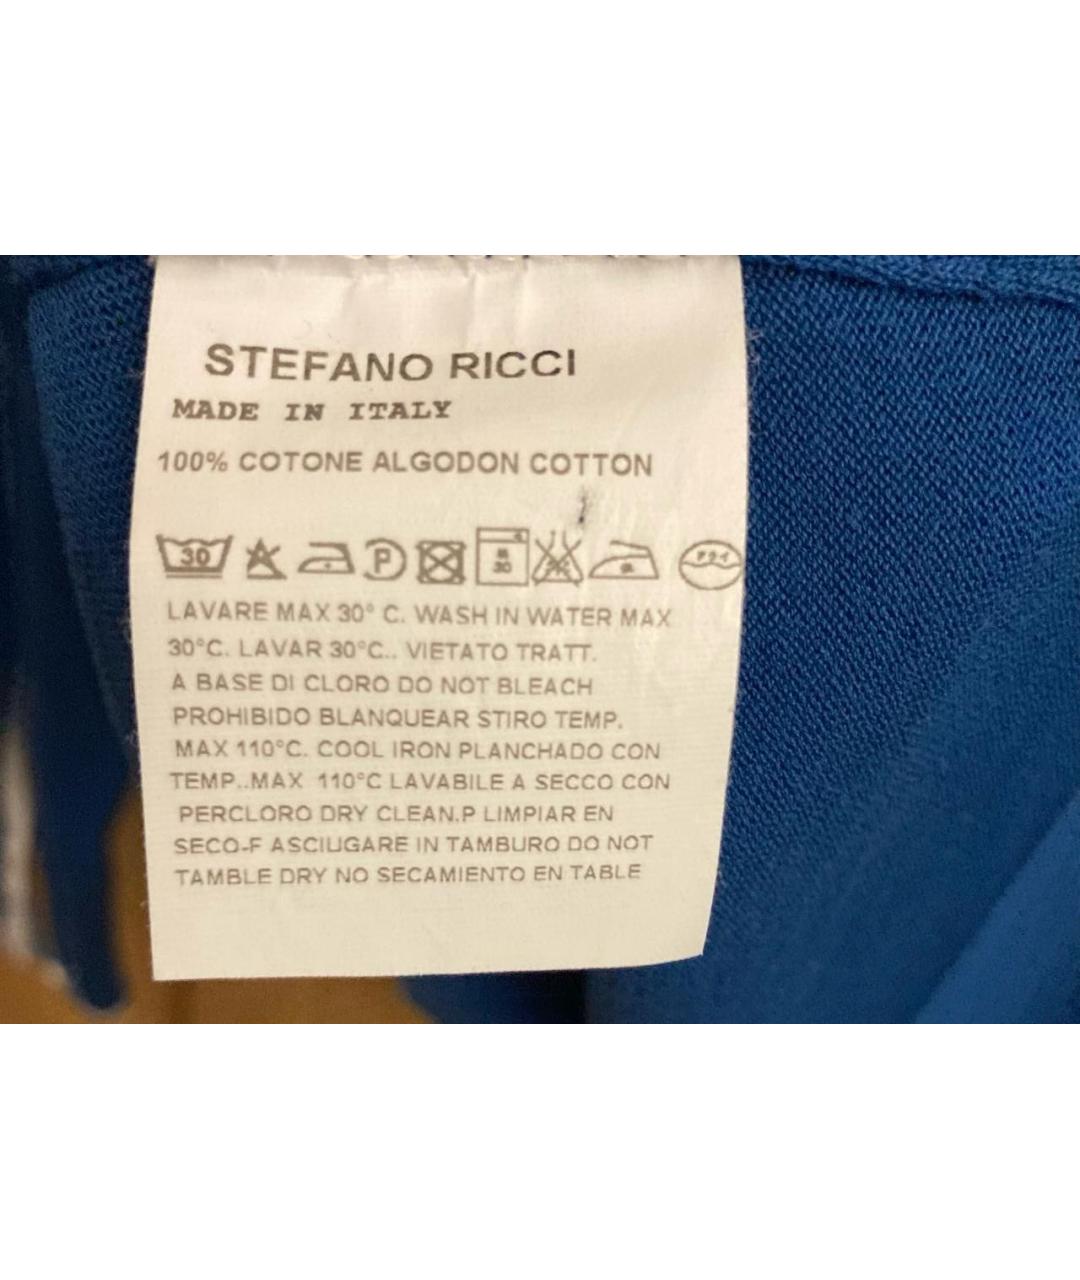 STEFANO RICCI
MADE IN ITALY
100% COTONE ALGODON COTTON
30 P 30 ドライ
LAVARE MAX 30° C. WASH IN WATER MAX
30°C. LAVAR 30°C.. VIETATO TRATT.
A BASE DI CLORO DO NOT BLEACH
PROHIBIDO BLANQUEAR STIRO TEMP.
MAX 110°C. COOL IRON PLANCHADO CON
TEMP..MAX 110°C LAVABILE A SECCO CON
PERCLORO DRY CLEAN.P LIMPIAR EN
SECO-F ASCIUGARE IN TAMBURO DO NOT
TAMBLE DRY NO SECAMIENTO EN TABLE